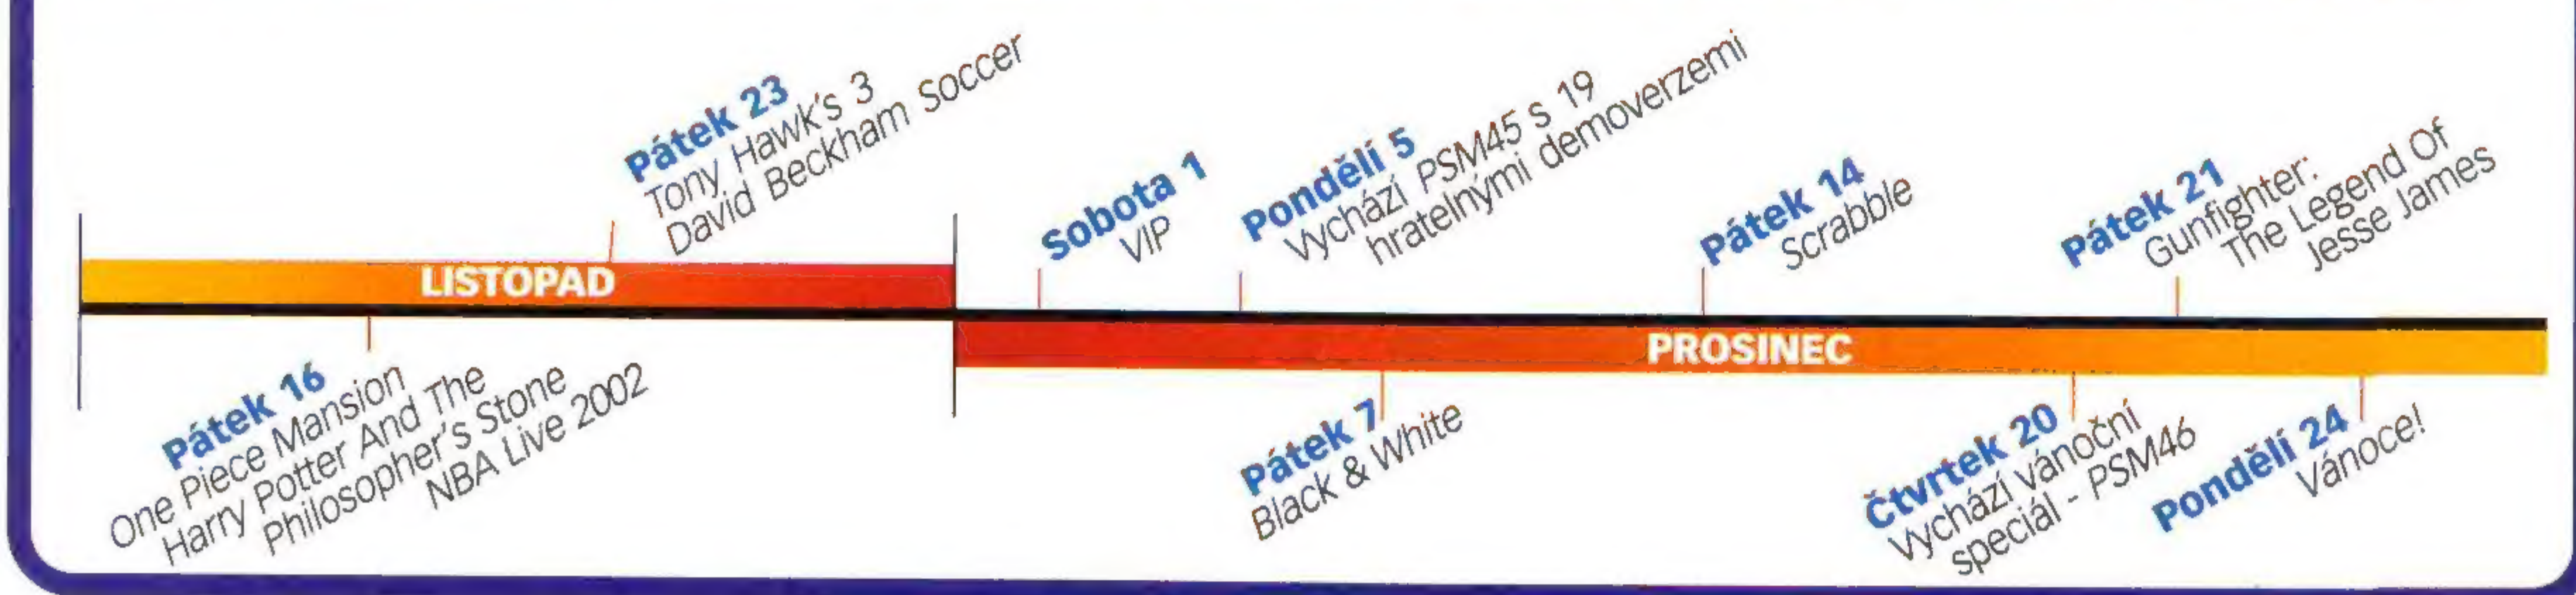 Pátek 23
Tony Hawk's 3
David Beckham Soccer
Sobota 1
VIP
Pondělí 5
Vychází PSM45 s 19
hratelnými demoverzemi
Pátek 14
Scrabble
Pátek 21
Gunfighter:
The Legend Of
Jesse James
LISTOPAD
PROSINEC
Pátek 16
One Piece Mansion
Harry Potter And The
Philosopher's Stone
NBA Live 2002
Pátek 7
Black & White
Čtvrtek 20
Vychází vánoční
speciál - PSM46
Pondělí 24
Vánoce!